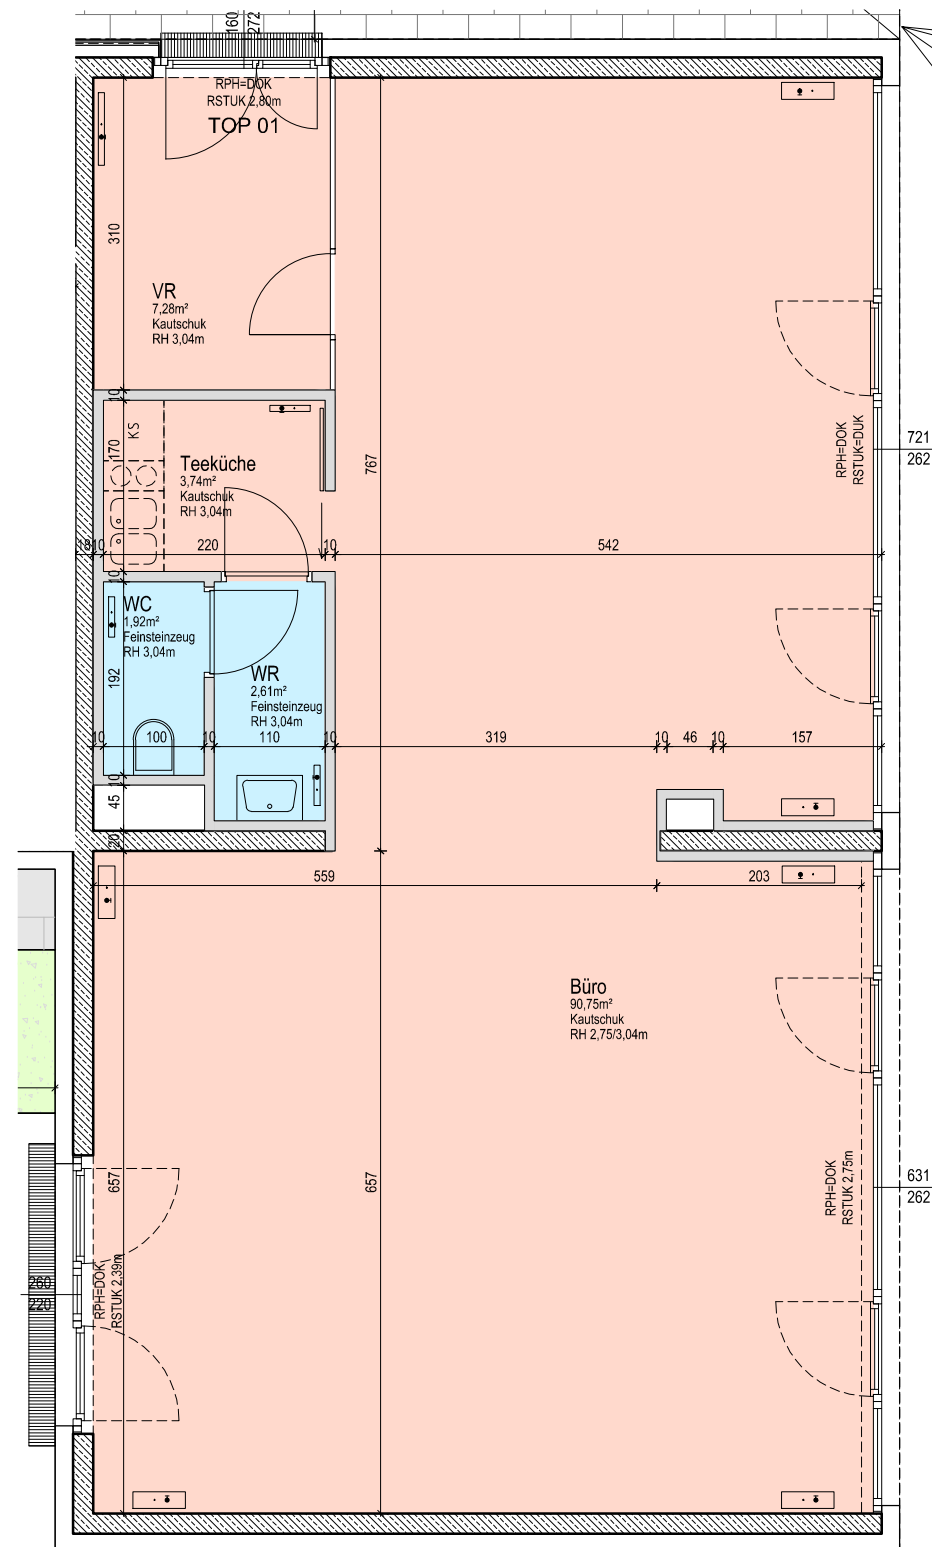 160
272
RPH=DOK
RSTUK 2,80m
TOP 01
310
VR
7,28m²
Kautschuk
RH 3,04m
10
KS
170
Teeküche
3,74m²
Kautschuk
RH 3,04m
767
RPH=DOK
RSTUK=DUK
721
262
18 10
220
10
542
10
WC
1,92m²
Feinsteinzeug
RH 3,04m
192
WR
2,61m²
Feinsteinzeug
RH 3,04m
10
100
10
110
10
319
10
46
10
157
10
45
20
559
203
Büro
90,75m²
Kautschuk
RH 2,75/3,04m
657
657
RPH=DOK
RSTUK 2,75m
631
262
260
220
RPH=DOK
RSTUK 2,39m